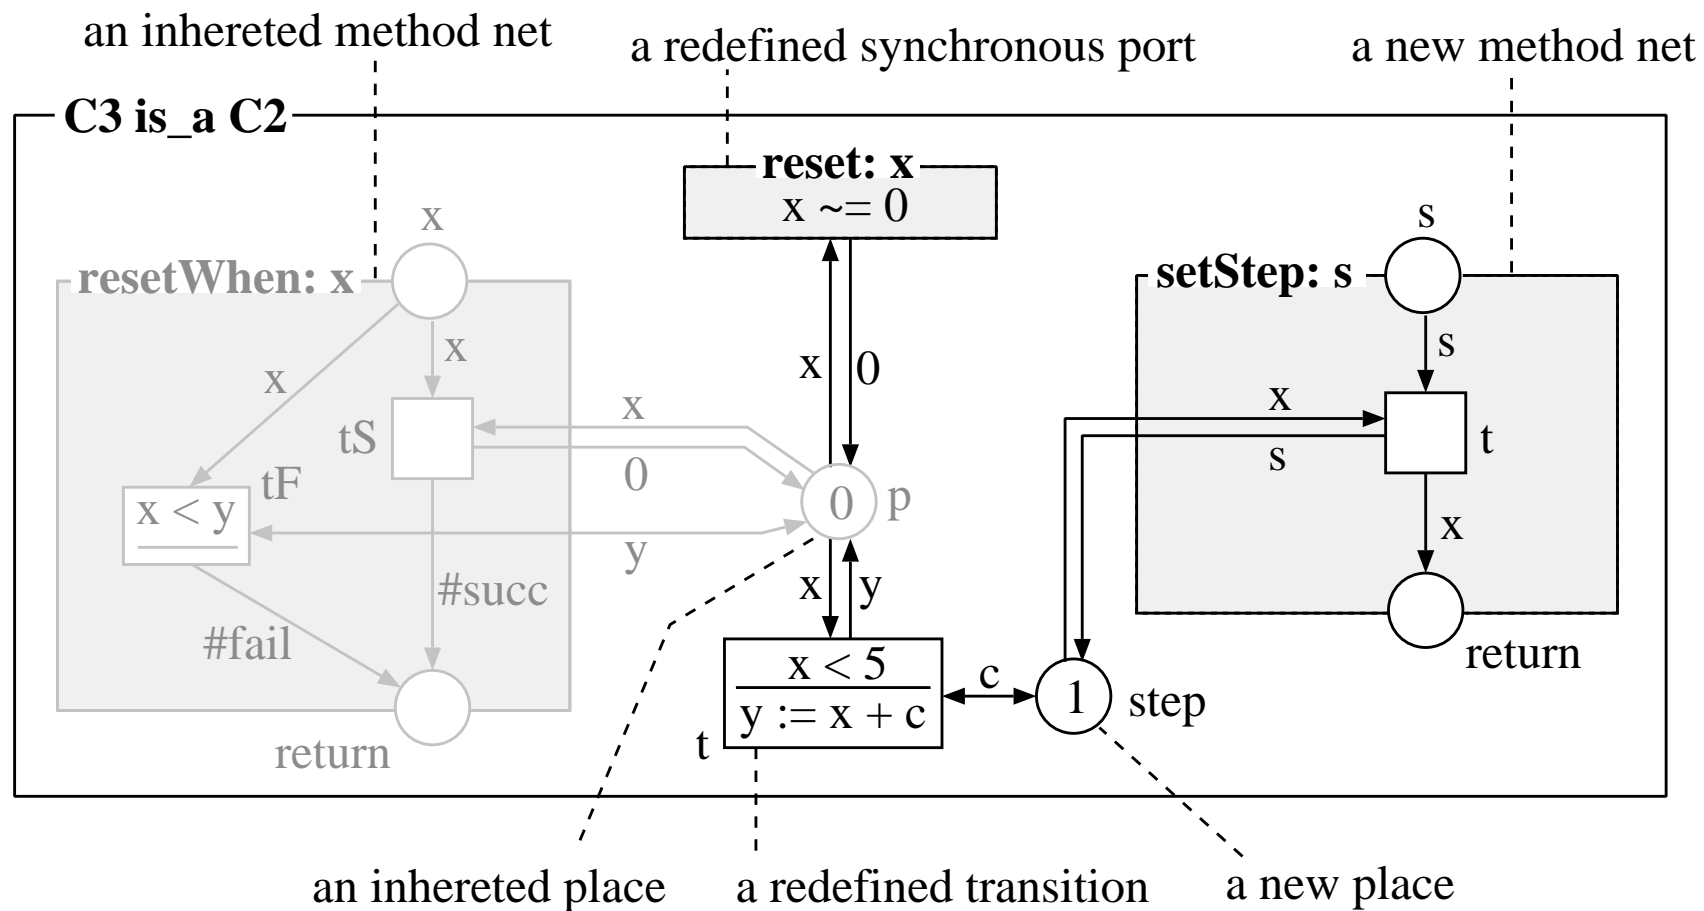 an inhereted method net
a redefined synchronous port
a new method net
C3 is_a C2
reset: x
x ~= 0
x
s
resetWhen: x
setStep: s
x
x
x
0
s
x
tS
0
x
s
t
tF
x < y
y
0
p
x
#succ
#fail
x
y
return
x < 5
y := x + c
t
c
1
step
return
an inhereted place
a redefined transition
a new place